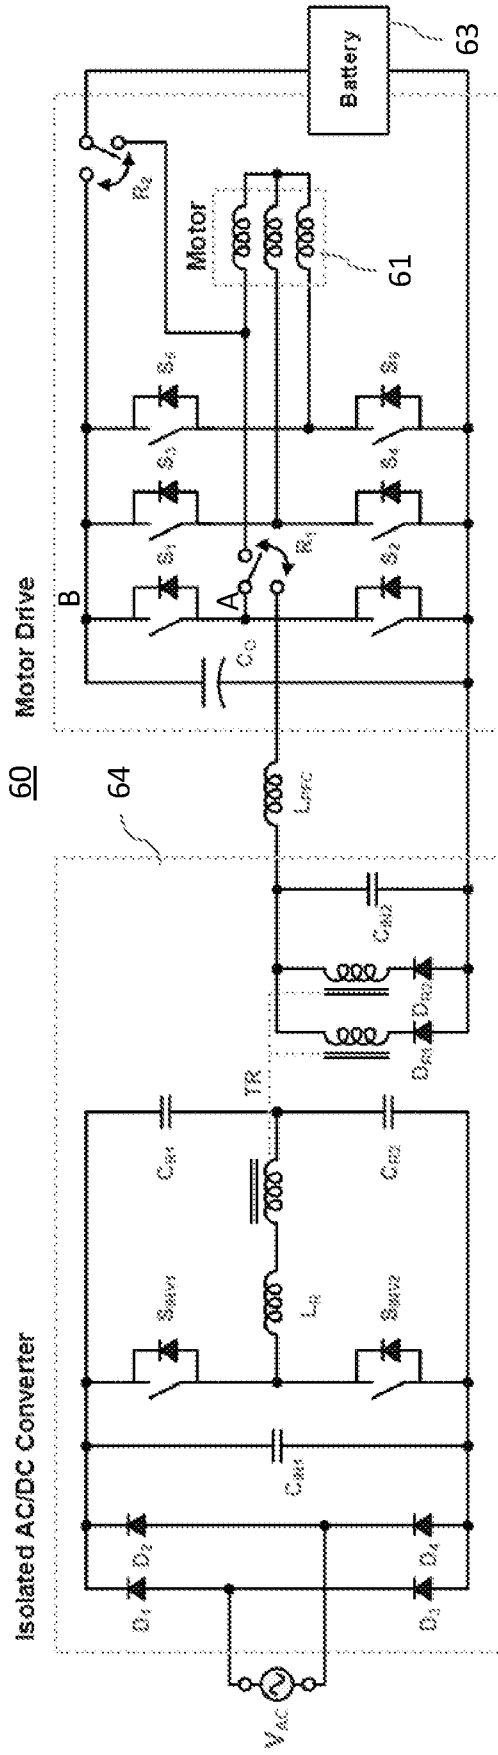 60
Isolated AC/DC Converter
64
Motor Drive
V_AC
D₁
D₂
D₃
D₄
C_IN1
S_INV1
S_INV2
L_R
C_R1
C_R2
TR
D_R1
D_R2
C_IN2
L_PFC
C_O
B
A
R₁
S₁
S₂
S₃
S₄
S₅
S₆
Motor
61
R₂
Battery
63